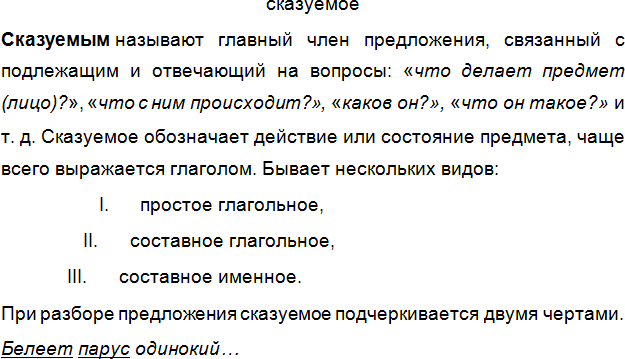 сказуемое
Сказуемым называют главный член предложения, связанный с
подлежащим и отвечающий на вопросы: «что делает предмет
(лицо)?», «что с ним происходит?», «каков он?», «что он такое?» и
т. д. Сказуемое обозначает действие или состояние предмета, чаще
всего выражается глаголом. Бывает нескольких видов:
I. простое глагольное,
II. составное глагольное,
III. составное именное.
При разборе предложения сказуемое подчеркивается двумя чертами.
Белеет парус одинокий…